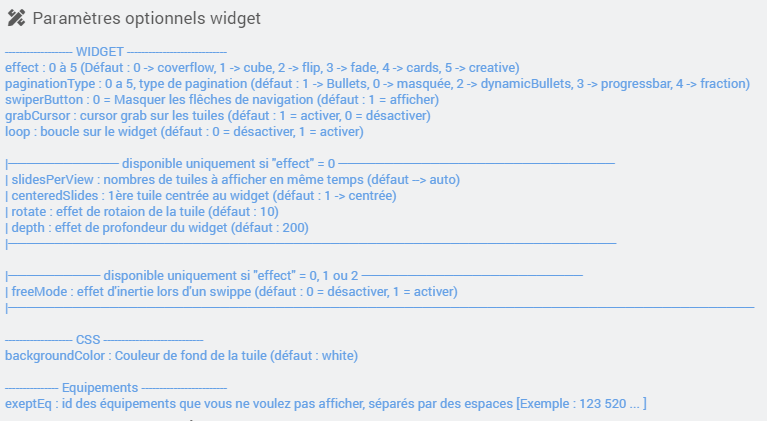 Paramètres optionnels widget
---------------- WIDGET ------------------------
effect : 0 à 5 (Défaut : 0 -> coverflow, 1 -> cube, 2 -> flip, 3 -> fade, 4 -> cards, 5 -> creative)
paginationType : 0 a 5, type de pagination (défaut : 1 -> Bullets, 0 -> masquée, 2 -> dynamicBullets, 3 -> progressbar, 4 -> fraction)
swiperButton : 0 = Masquer les flêches de navigation (défaut : 1 = afficher)
grabCursor : cursor grab sur les tuiles (défaut : 1 = activer, 0 = désactiver)
loop : boucle sur le widget (défaut : 0 = désactiver, 1 = activer)
|-------------------------- disponible uniquement si "effect" = 0 ------------------------------------------------------------------
| slidesPerView : nombres de tuiles à afficher en même temps (défaut --> auto)
| centeredSlides : 1ère tuile centrée au widget (défaut : 1 -> centrée)
| rotate : effet de rotaion de la tuile (défaut : 10)
| depth : effet de profondeur du widget (défaut : 200)
|------------------------------------------------------------------------------------------------------------------------------------------------
|---------------------- disponible uniquement si "effect" = 0, 1 ou 2 -----------------------------------------------------
| freeMode : effet d'inertie lors d'un swippe (défaut : 0 = désactiver, 1 = activer)
|----------------------------------------------------------------------------------------------------------------------------------------------------------------------------------
---------------- CSS ------------------------
backgroundColor : Couleur de fond de la tuile (défaut : white)
------------- Equipements ---------------------
exeptEq : id des équipements que vous ne voulez pas afficher, séparés par des espaces [Exemple : 123 520 ... ]